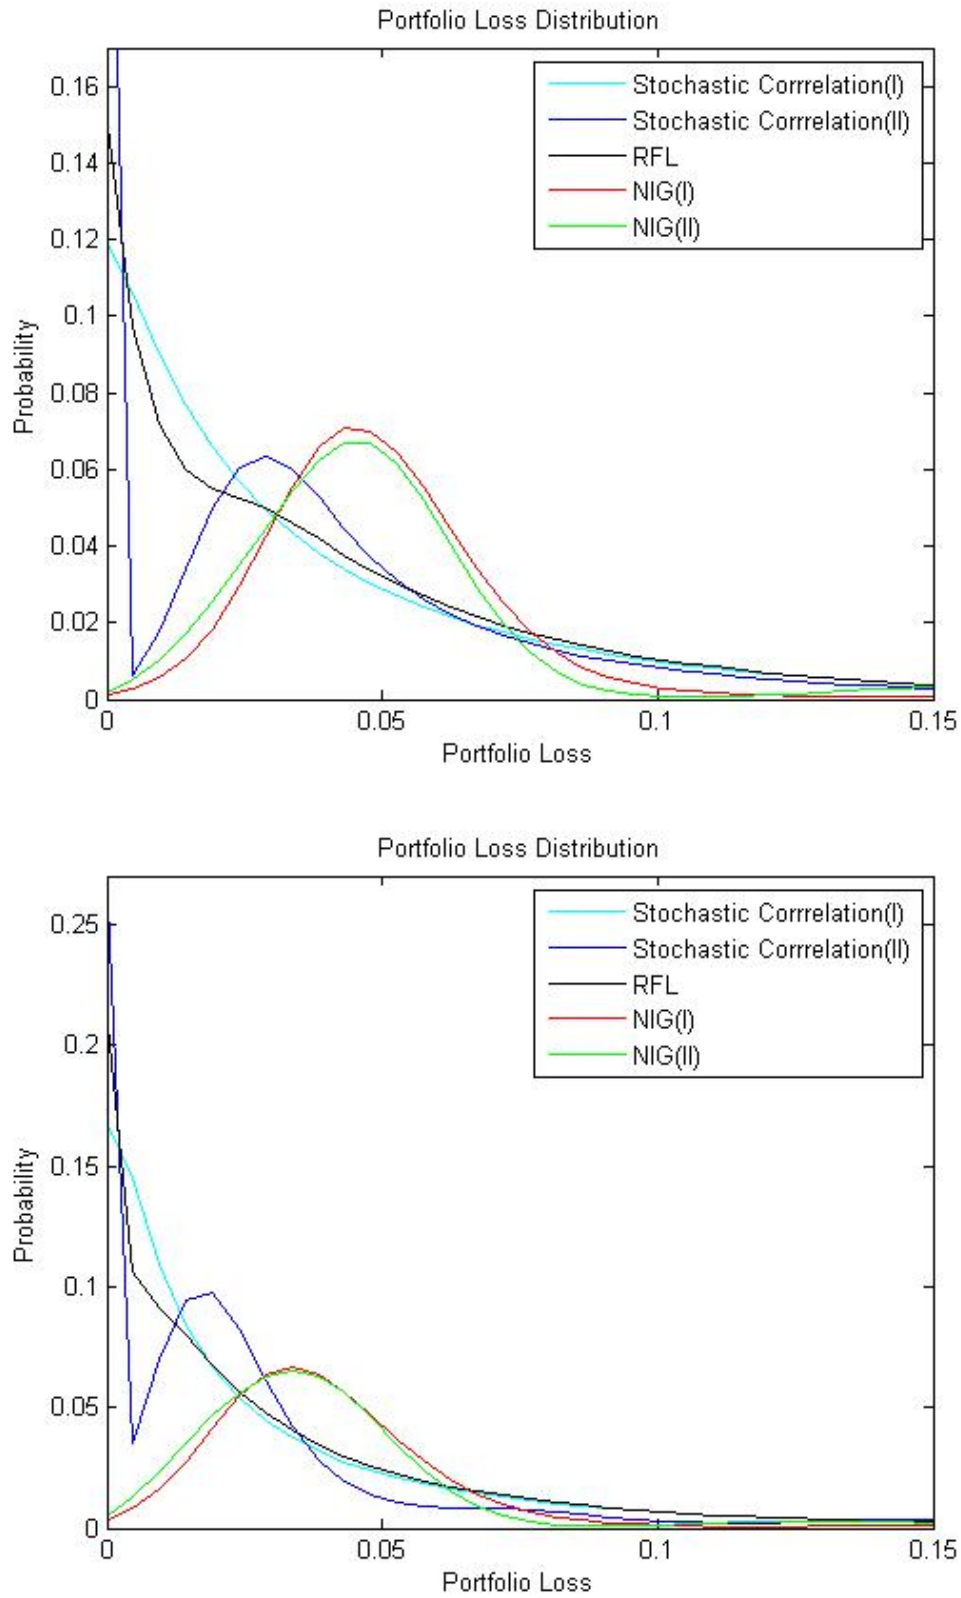 Portfolio Loss Distribution
0.16
0.14
0.12
0.1
0.08
0.06
0.04
0.02
0
Probability
Stochastic Corrrelation(I)
Stochastic Corrrelation(II)
RFL
NIG(I)
NIG(II)
0 0.05 0.1 0.15
Portfolio Loss
Portfolio Loss Distribution
0.25
0.2
0.15
0.1
0.05
0
Probability
Stochastic Corrrelation(I)
Stochastic Corrrelation(II)
RFL
NIG(I)
NIG(II)
0 0.05 0.1 0.15
Portfolio Loss